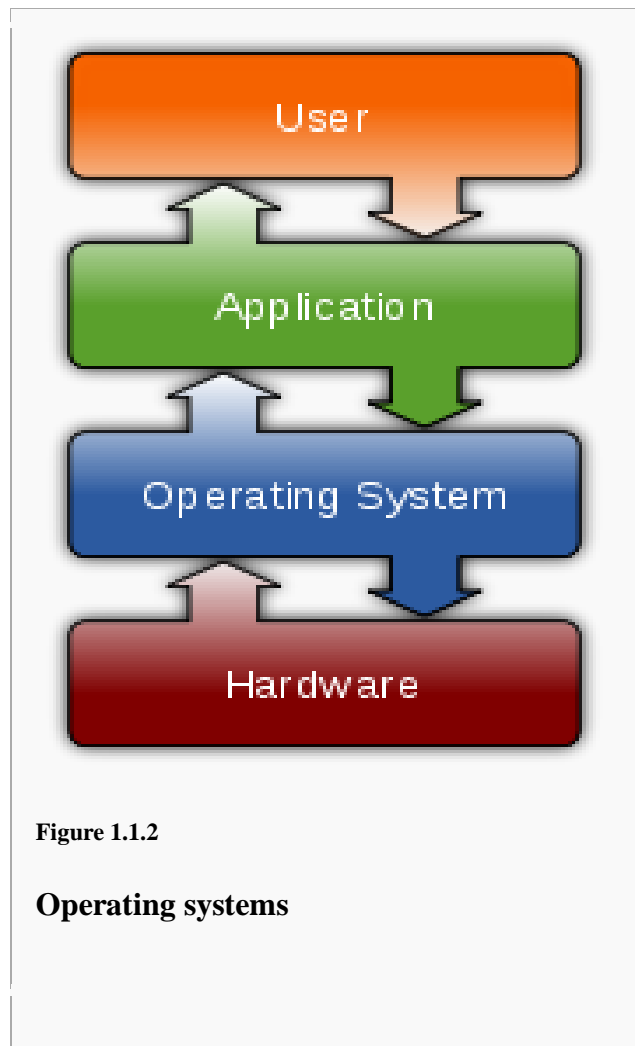 User
Application
Operating System
Hardware
Figure 1.1.2
Operating systems